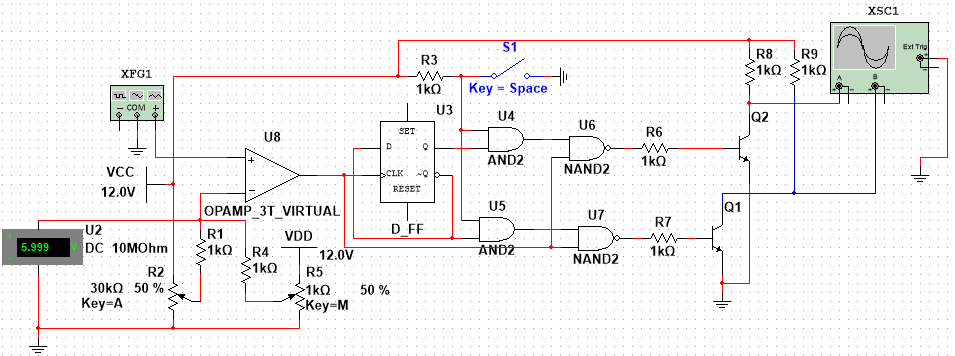 XSC1
Ext Trig
A
B
S1
R3
1kΩ
Key = Space
R8
1kΩ
R9
1kΩ
XFG1
COM
U3
SET
D
Q
CLK
~Q
RESET
D_FF
U4
AND2
U6
NAND2
R6
1kΩ
Q2
U8
OPAMP_3T_VIRTUAL
VCC
12.0V
U5
AND2
U7
NAND2
R7
1kΩ
Q1
U2
5.999 V
DC 10MOhm
R1
1kΩ
R4
1kΩ
VDD
12.0V
R2
30kΩ 50 %
Key=A
R5
1kΩ 50 %
Key=M